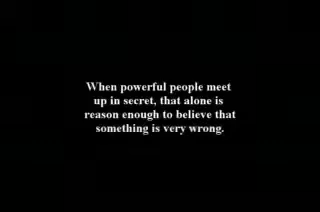 When powerful people meet
up in secret, that alone is
reason enough to believe that
something is very wrong.